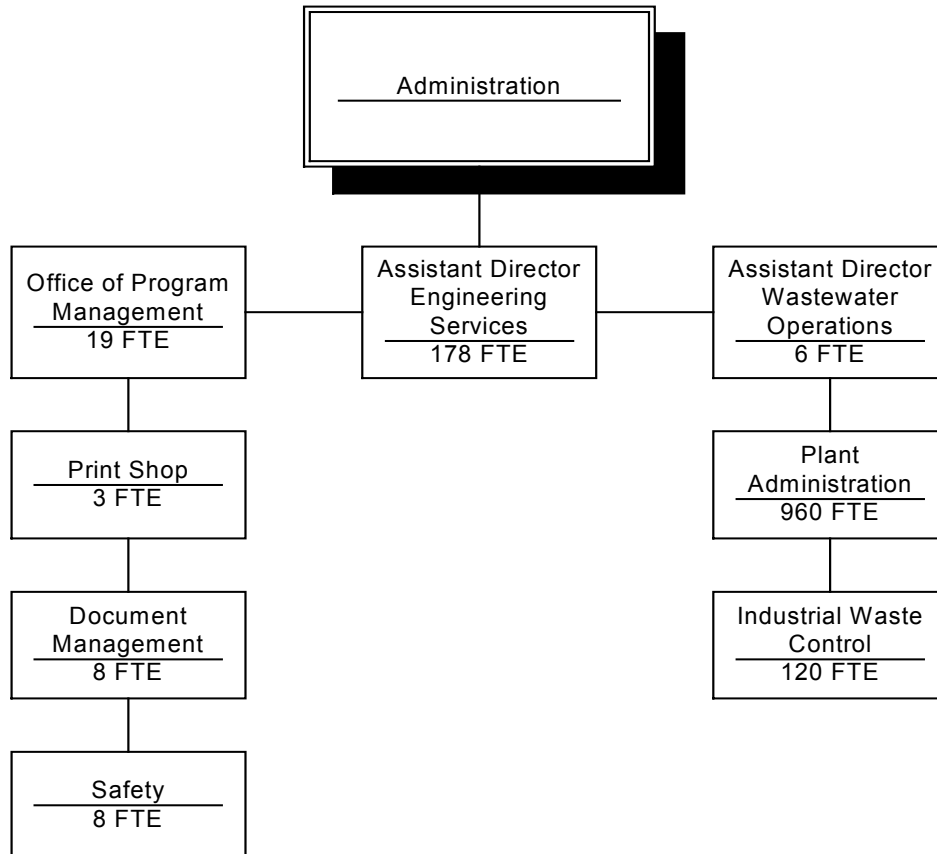 Administration
Office of Program
Management
19 FTE
Assistant Director
Engineering
Services
178 FTE
Assistant Director
Wastewater
Operations
6 FTE
Print Shop
3 FTE
Plant
Administration
960 FTE
Document
Management
8 FTE
Industrial Waste
Control
120 FTE
Safety
8 FTE